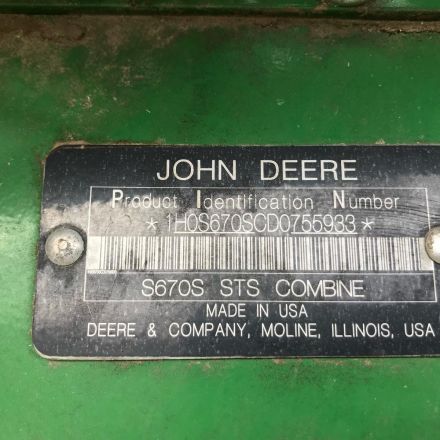 JOHN DEERE
Product Identification Number
*1H0S670SCD0755933*
S670S STS COMBINE
MADE IN USA
DEERE & COMPANY, MOLINE, ILLINOIS, USA